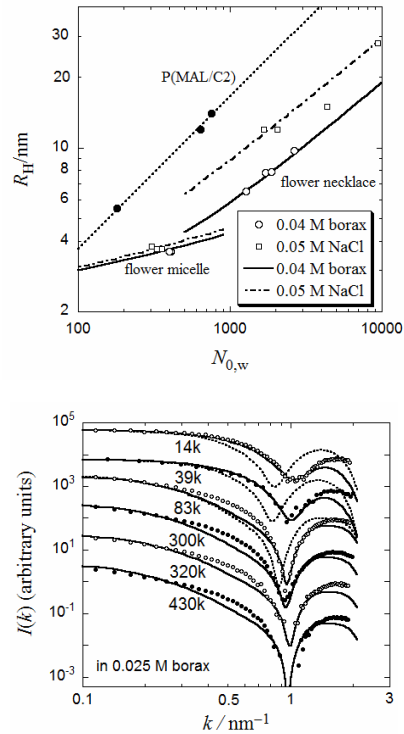 40
20
10
8
6
4
2
R_H/nm
P(MAL/C2)
flower necklace
flower micelle
0.04 M borax
0.05 M NaCl
0.04 M borax
0.05 M NaCl
100
1000
10000
N_0,w
10^5
10^3
10^1
10^-1
10^-3
I(k) (arbitrary units)
14k
39k
83k
300k
320k
430k
in 0.025 M borax
0.1
0.5
1
3
k / nm^-1